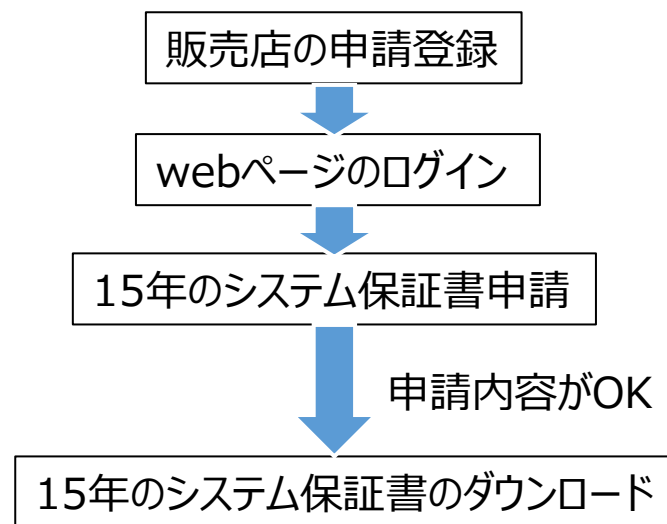 販売店の申請登録
webページのログイン
15年のシステム保証書申請
申請内容がOK
15年のシステム保証書のダウンロード